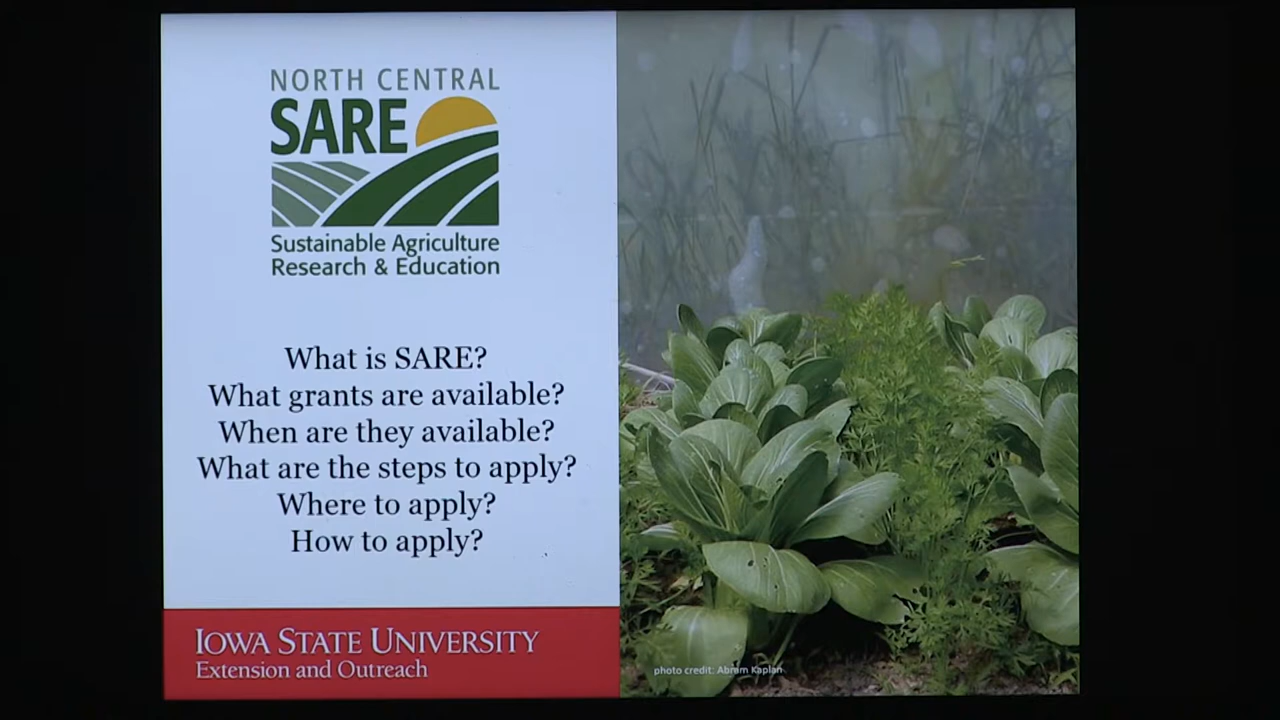 NORTH CENTRAL
SARE
Sustainable Agriculture
Research & Education
What is SARE?
What grants are available?
When are they available?
What are the steps to apply?
Where to apply?
How to apply?
IOWA STATE UNIVERSITY
Extension and Outreach
photo credit: Abram Kaplan